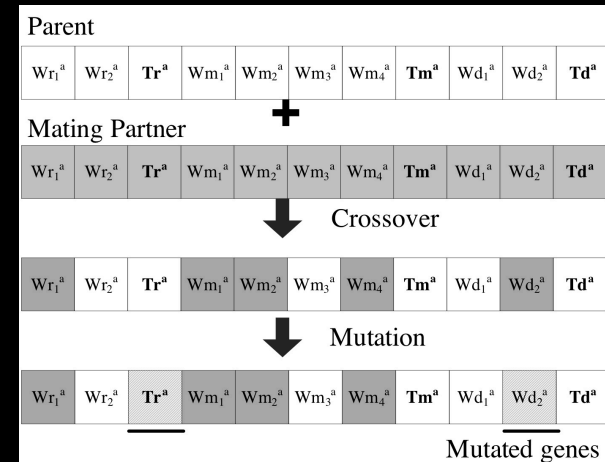 Parent
Wr₁ᵃ Wr₂ᵃ Trᵃ Wm₁ᵃ Wm₂ᵃ Wm₃ᵃ Wm₄ᵃ Tmᵃ Wd₁ᵃ Wd₂ᵃ Tdᵃ
+
Mating Partner
Wr₁ᵃ Wr₂ᵃ Trᵃ Wm₁ᵃ Wm₂ᵃ Wm₃ᵃ Wm₄ᵃ Tmᵃ Wd₁ᵃ Wd₂ᵃ Tdᵃ
Crossover
Wr₁ᵃ Wr₂ᵃ Trᵃ Wm₁ᵃ Wm₂ᵃ Wm₃ᵃ Wm₄ᵃ Tmᵃ Wd₁ᵃ Wd₂ᵃ Tdᵃ
Mutation
Wr₁ᵃ Wr₂ᵃ Trᵃ Wm₁ᵃ Wm₂ᵃ Wm₃ᵃ Wm₄ᵃ Tmᵃ Wd₁ᵃ Wd₂ᵃ Tdᵃ
Mutated genes